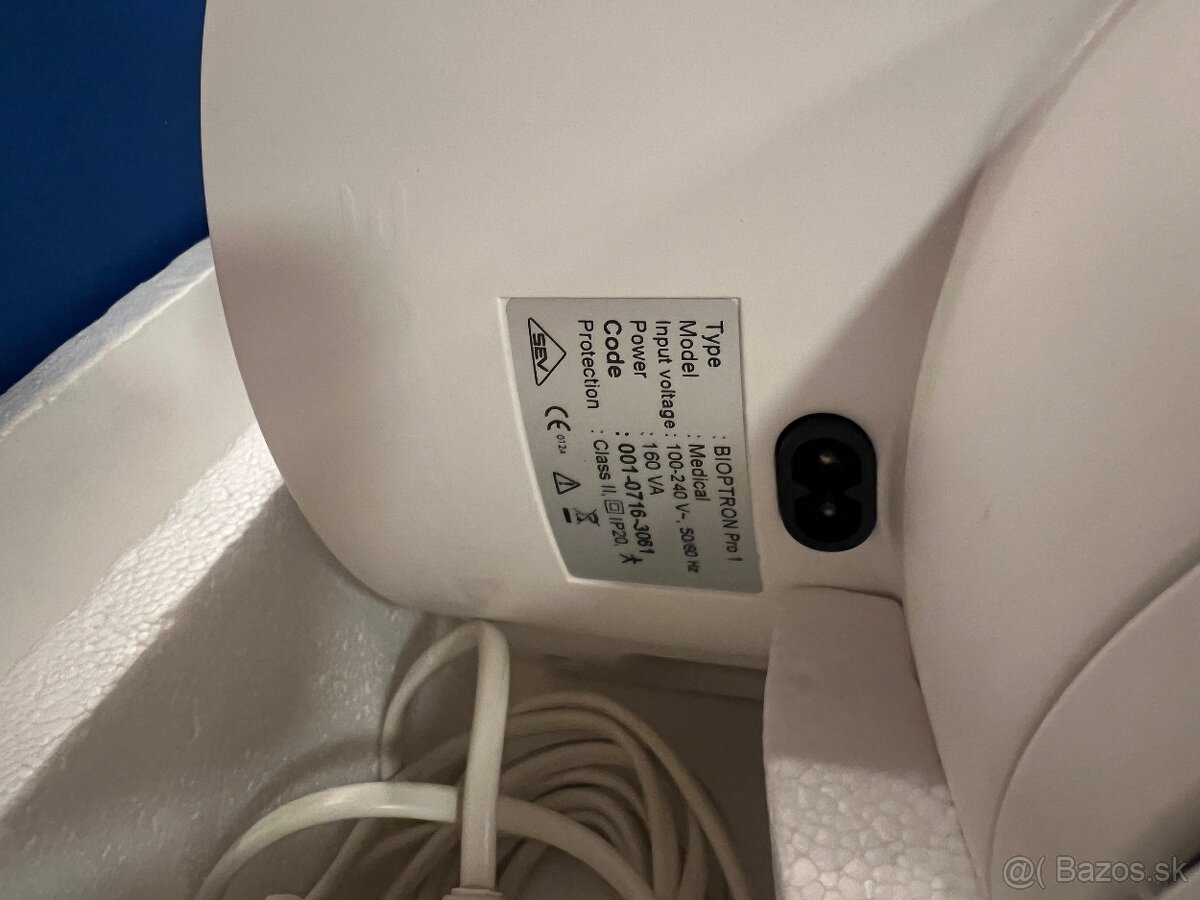 Type : BIOPTRON Pro 1
Model : Medical
Input voltage : 100-240 V~, 50/60 Hz
Power : 160 VA
Code : 001-0716-3061
Protection : Class II, IP20,
SEV CE 0124
@( Bazos.sk